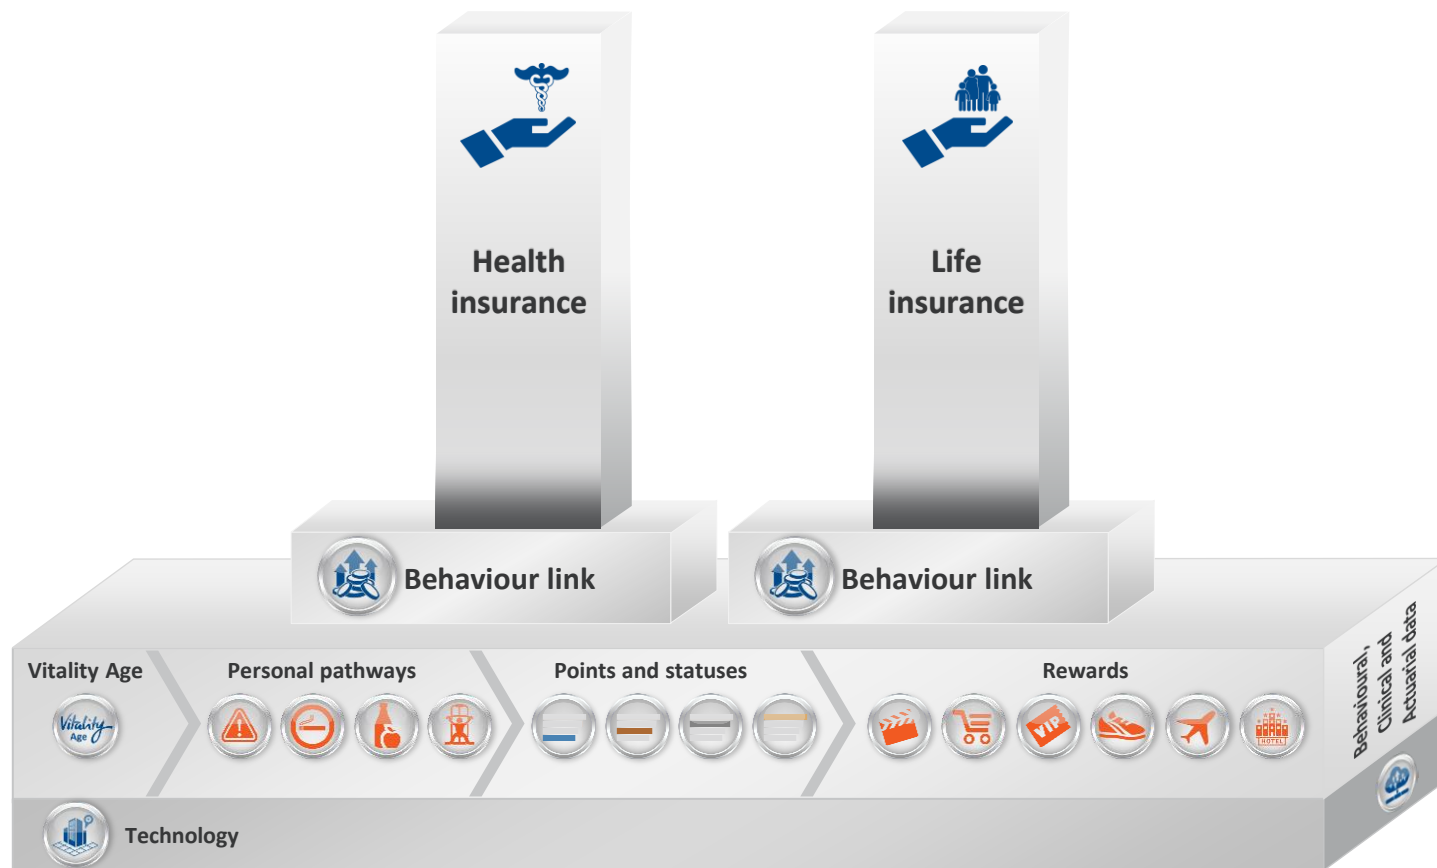 Health
insurance
Life
insurance
Behaviour link
Behaviour link
Vitality Age
Personal pathways
Points and statuses
Rewards
Vitality
Age
VIP
HOTEL
Behavioural,
Clinical and
Actuarial data
Technology